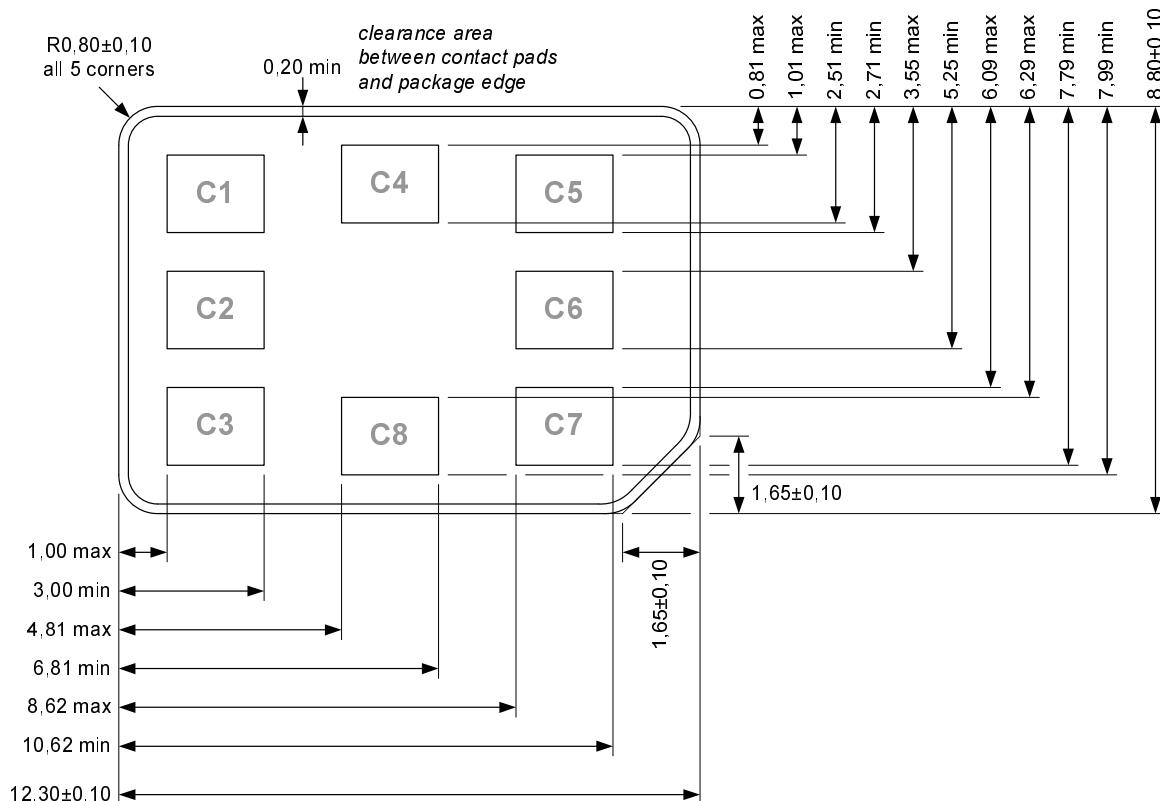 R0,80±0,10
all 5 corners
0,20 min
clearance area
between contact pads
and package edge
0,81 max
1,01 max
2,51 min
2,71 min
3,55 max
5,25 min
6,09 max
6,29 max
7,79 min
7,99 min
8,80±0,10
C1
C4
C5
C2
C6
C3
C8
C7
1,65±0,10
1,65±0,10
1,00 max
3,00 min
4,81 max
6,81 min
8,62 max
10,62 min
12,30±0,10